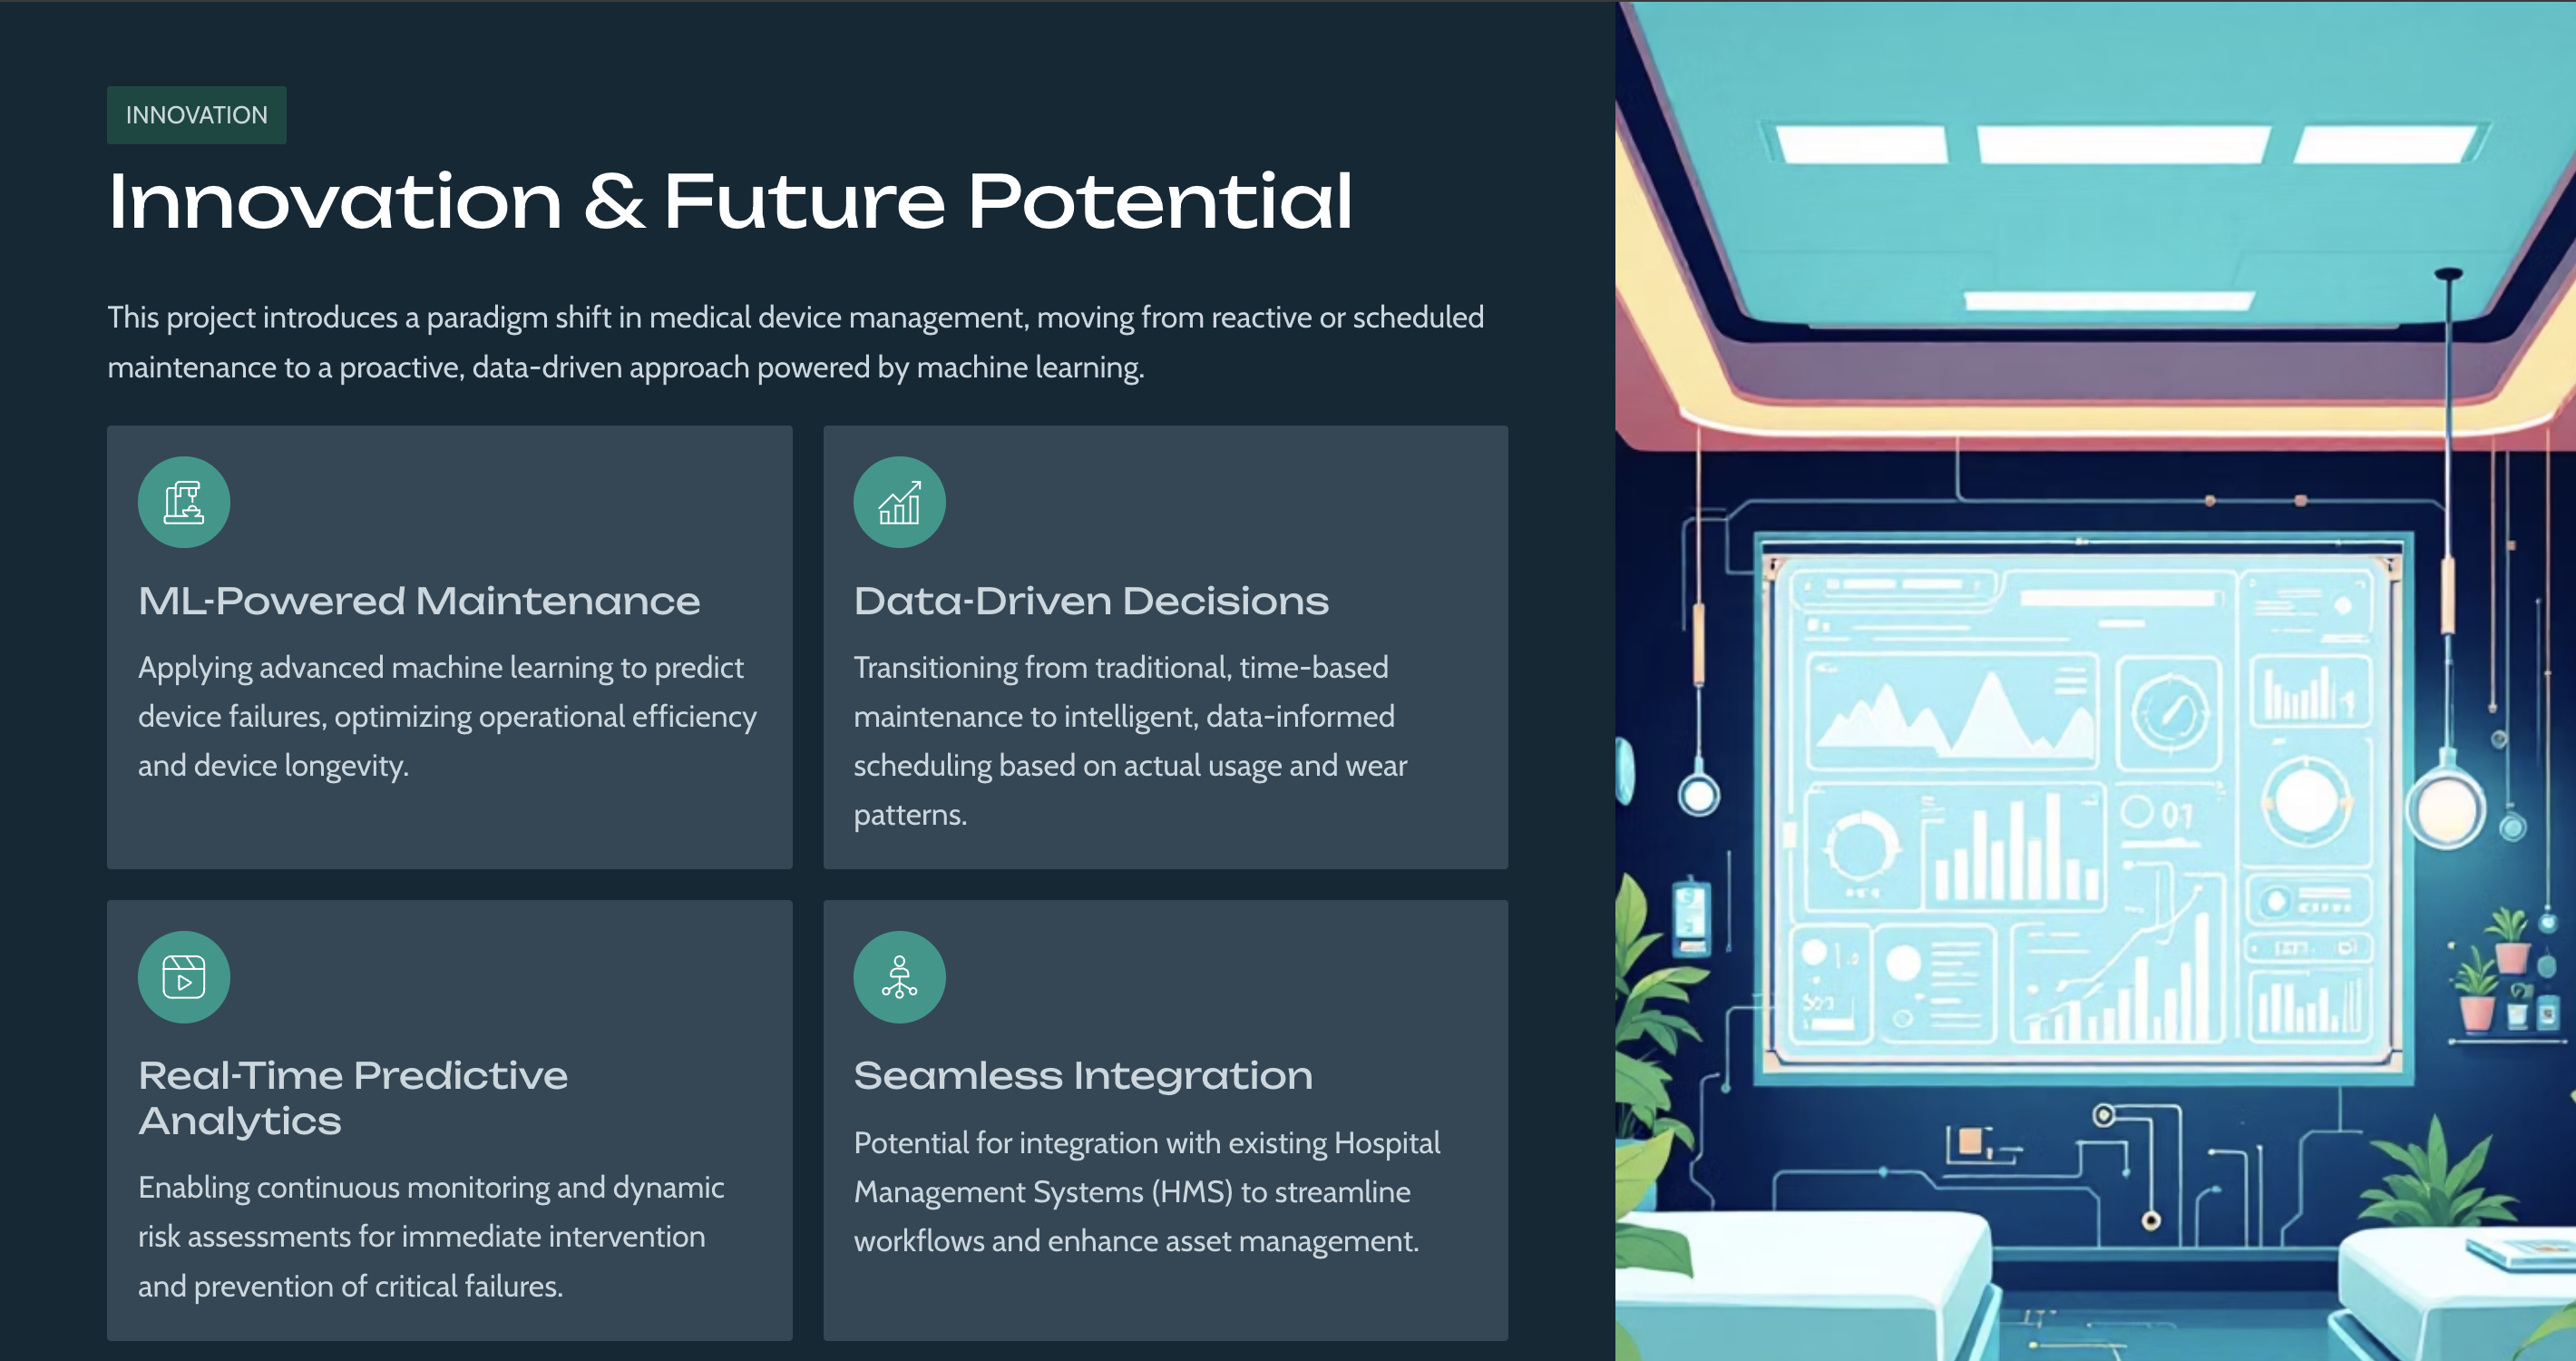 INNOVATION
Innovation & Future Potential
This project introduces a paradigm shift in medical device management, moving from reactive or scheduled
maintenance to a proactive, data-driven approach powered by machine learning.
ML-Powered Maintenance
Applying advanced machine learning to predict
device failures, optimizing operational efficiency
and device longevity.
Data-Driven Decisions
Transitioning from traditional, time-based
maintenance to intelligent, data-informed
scheduling based on actual usage and wear
patterns.
Real-Time Predictive
Analytics
Enabling continuous monitoring and dynamic
risk assessments for immediate intervention
and prevention of critical failures.
Seamless Integration
Potential for integration with existing Hospital
Management Systems (HMS) to streamline
workflows and enhance asset management.